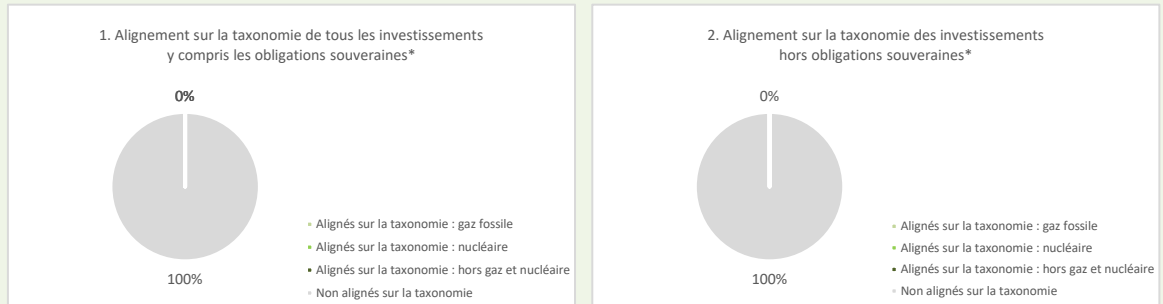 1. Alignement sur la taxonomie de tous les investissements
y compris les obligations souveraines*
0%
100%
Alignés sur la taxonomie : gaz fossile
Alignés sur la taxonomie : nucléaire
Alignés sur la taxonomie : hors gaz et nucléaire
Non alignés sur la taxonomie
2. Alignement sur la taxonomie des investissements
hors obligations souveraines*
0%
100%
Alignés sur la taxonomie : gaz fossile
Alignés sur la taxonomie : nucléaire
Alignés sur la taxonomie : hors gaz et nucléaire
Non alignés sur la taxonomie